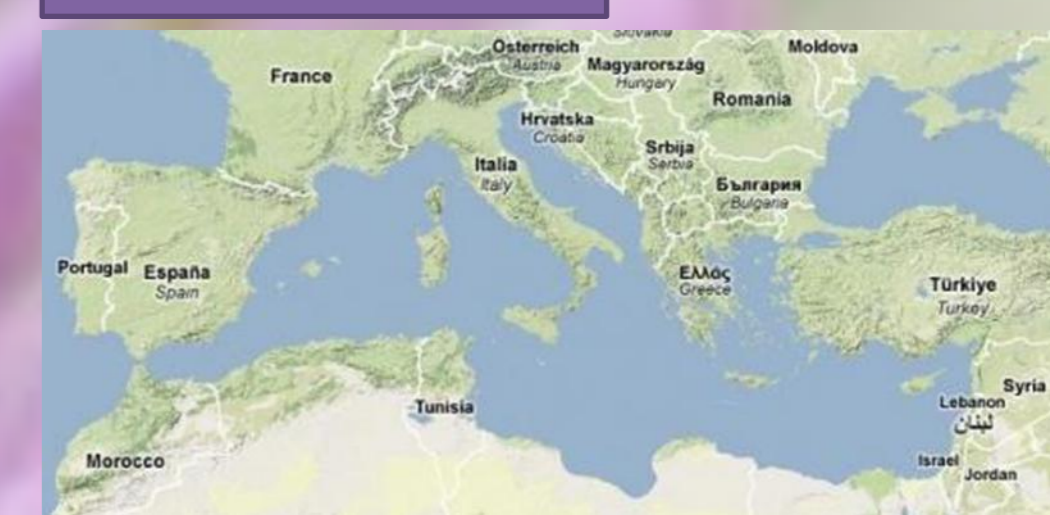 Slovakia
Österreich
Austria
Moldova
Magyarország
Hungary
France
Romania
Hrvatska
Croatia
Srbija
Serbia
Italia
Italy
България
Bulgaria
Portugal
España
Spain
Ελλάς
Greece
Türkiye
Turkey
Syria
Lebanon
لبنان
Tunisia
Morocco
Israel
Jordan